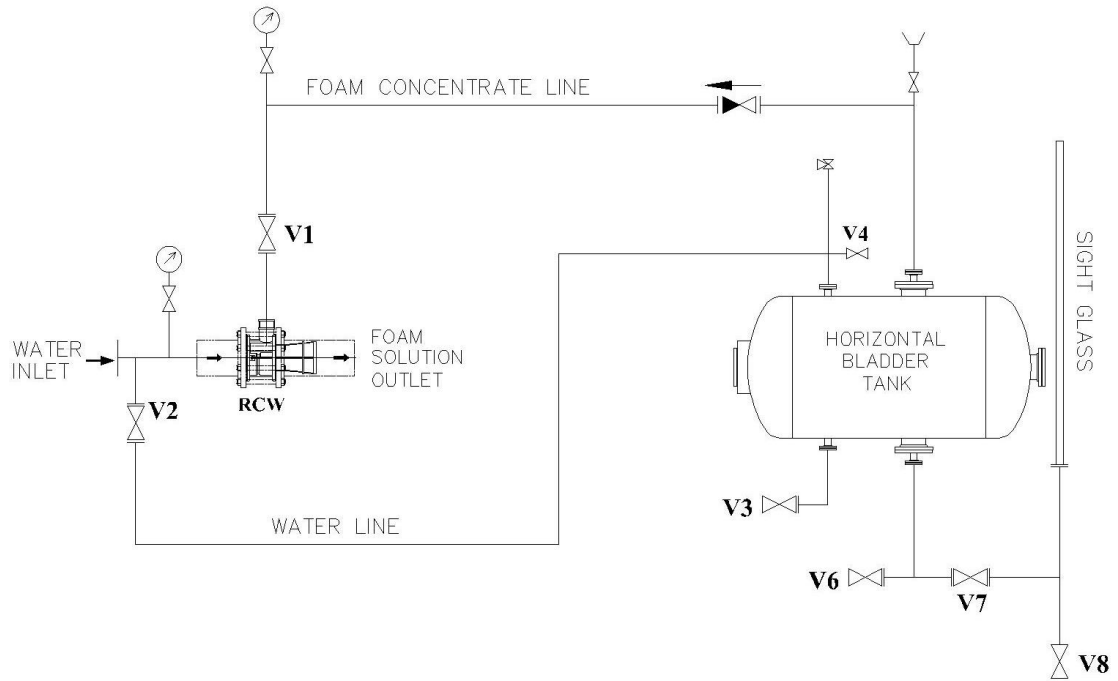 FOAM CONCENTRATE LINE
V1
V4
SIGHT GLASS
WATER
INLET
FOAM
SOLUTION
OUTLET
HORIZONTAL
BLADDER
TANK
V2
RCW
V3
WATER LINE
V6
V7
V8